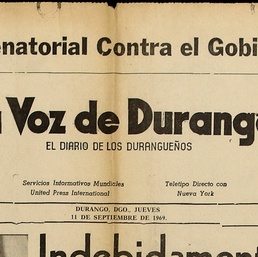 enatorial Contra el Gobi
a Voz de Durang
EL DIARIO DE LOS DURANGUEÑOS
Servicios Informativos Mundiales
United Press International
Teletipo Directo con
Nueva York
DURANGO, DGO., JUEVES
11 DE SEPTIEMBRE DE 1969.
Indebidament